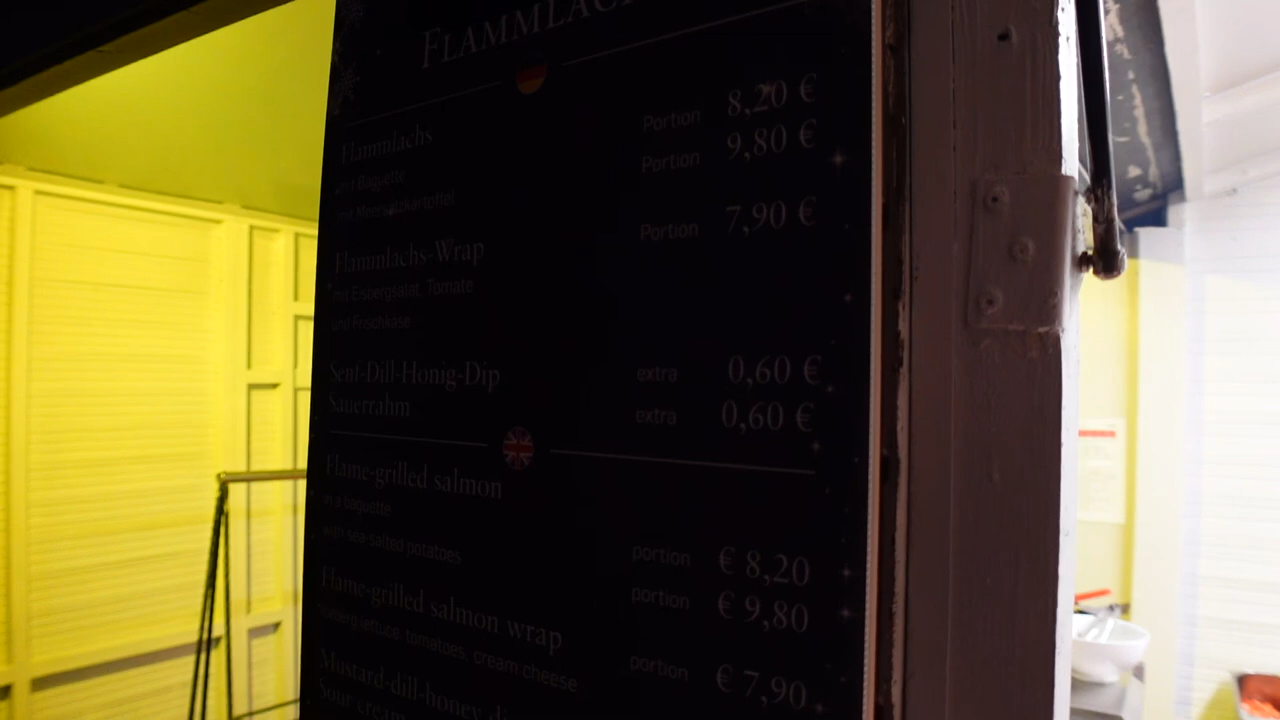 FLAMMLAC
Flammlachs
mit Baguette Portion 8,20 €
mit Meersalzkartoffel Portion 9,80 €
Flammlachs-Wrap Portion 7,90 €
mit Eisbergsalat, Tomate
und Frischkäse
Senf-Dill-Honig-Dip extra 0,60 €
Sauerrahm extra 0,60 €
Flame-grilled salmon
in a baguette portion € 8,20
with sea-salted potatoes portion € 9,80
Flame-grilled salmon wrap portion € 7,90
iceberg lettuce, tomatoes, cream cheese
Mustard-dill-honey di
Sour cream